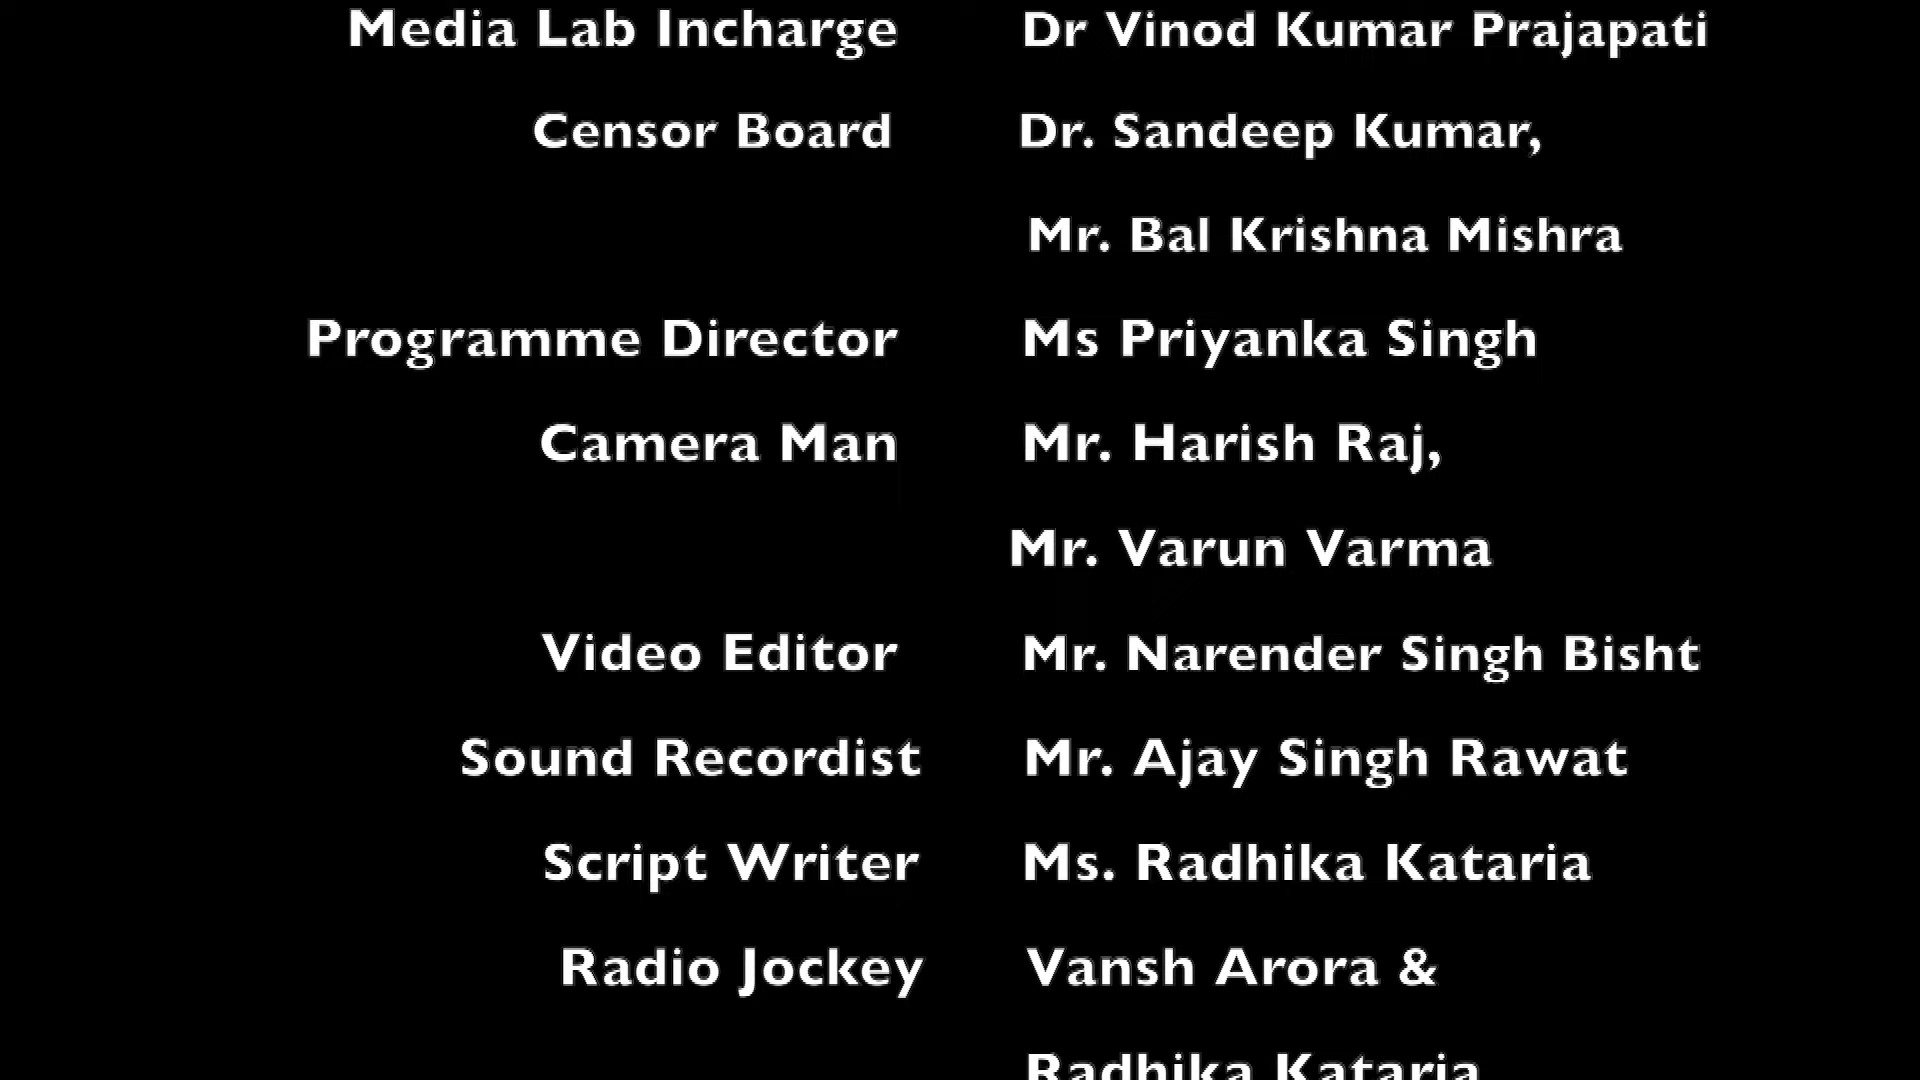 Media Lab Incharge Dr Vinod Kumar Prajapati
Censor Board Dr. Sandeep Kumar,
Mr. Bal Krishna Mishra
Programme Director Ms Priyanka Singh
Camera Man Mr. Harish Raj,
Mr. Varun Varma
Video Editor Mr. Narender Singh Bisht
Sound Recordist Mr. Ajay Singh Rawat
Script Writer Ms. Radhika Kataria
Radio Jockey Vansh Arora &
Radhika Kataria